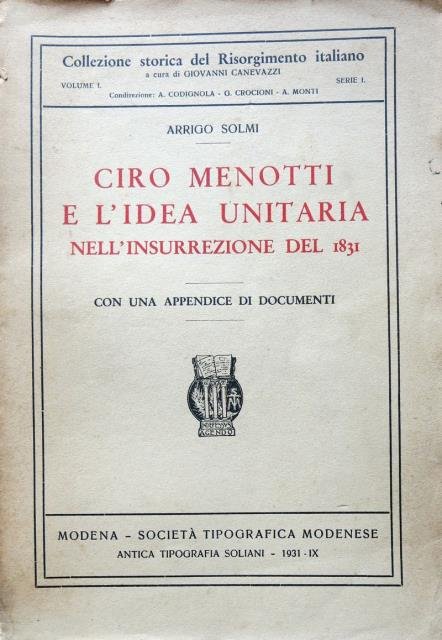 Collezione storica del Risorgimento italiano
a cura di GIOVANNI CANEVAZZI
VOLUME I. SERIE I.
Condirezione: A. CODIGNOLA - G. CROCIONI - A. MONTI
ARRIGO SOLMI
CIRO MENOTTI
E L'IDEA UNITARIA
NELL'INSURREZIONE DEL 1831
CON UNA APPENDICE DI DOCUMENTI
AGENDO
MODENA - SOCIETÀ TIPOGRAFICA MODENESE
ANTICA TIPOGRAFIA SOLIANI - 1931 - IX